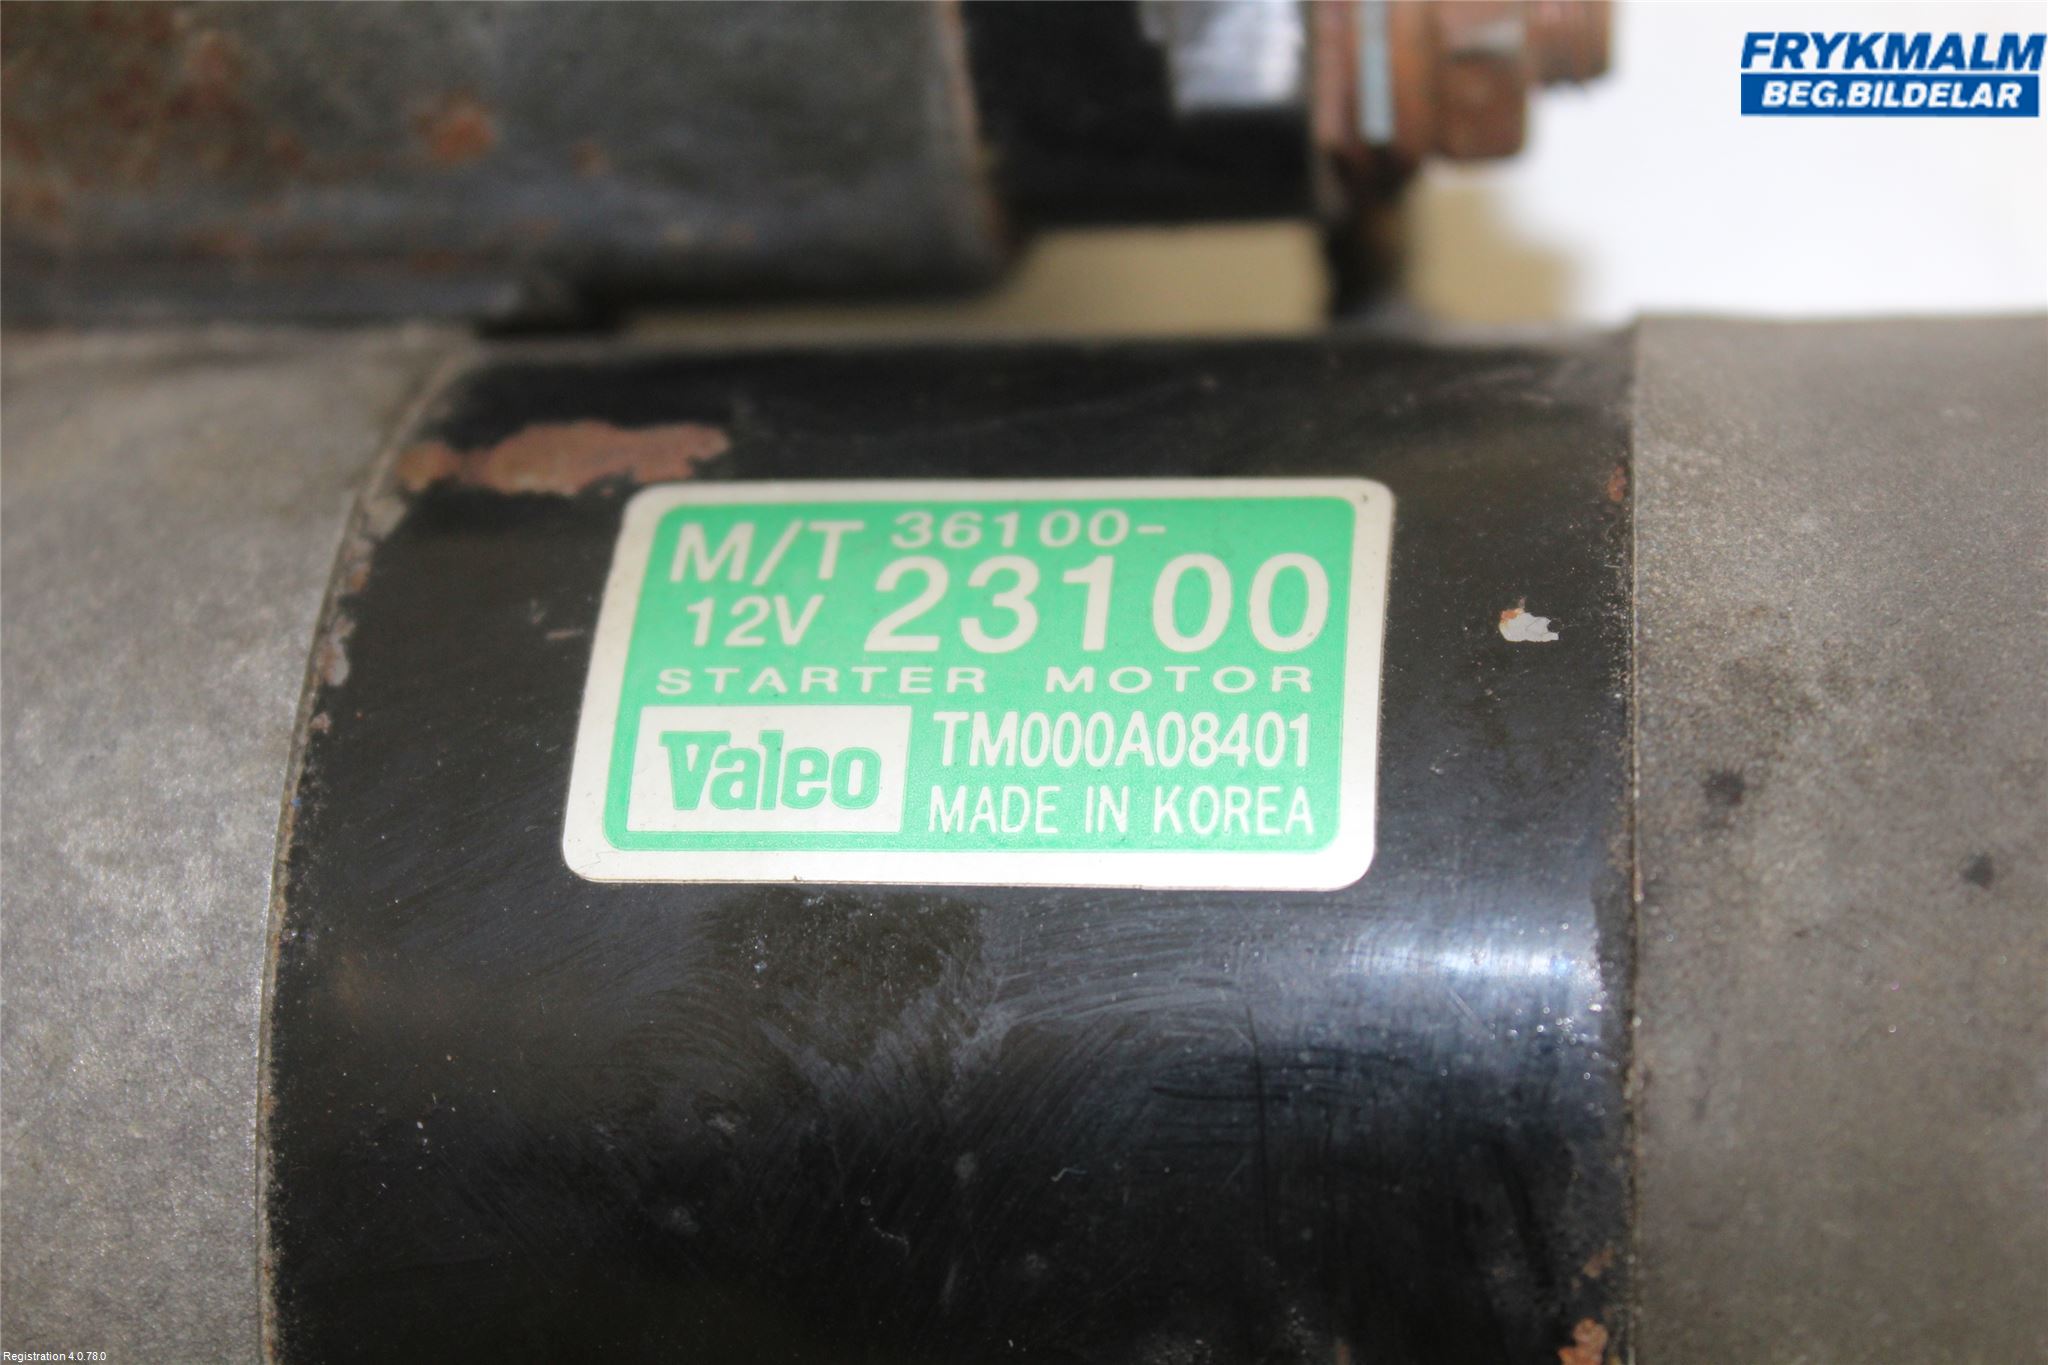 FRYKMALM
BEG.BILDELAR
M/T 36100-
12V 23100
STARTER MOTOR
Valeo TM000A08401
MADE IN KOREA
Registration 4.0.78.0